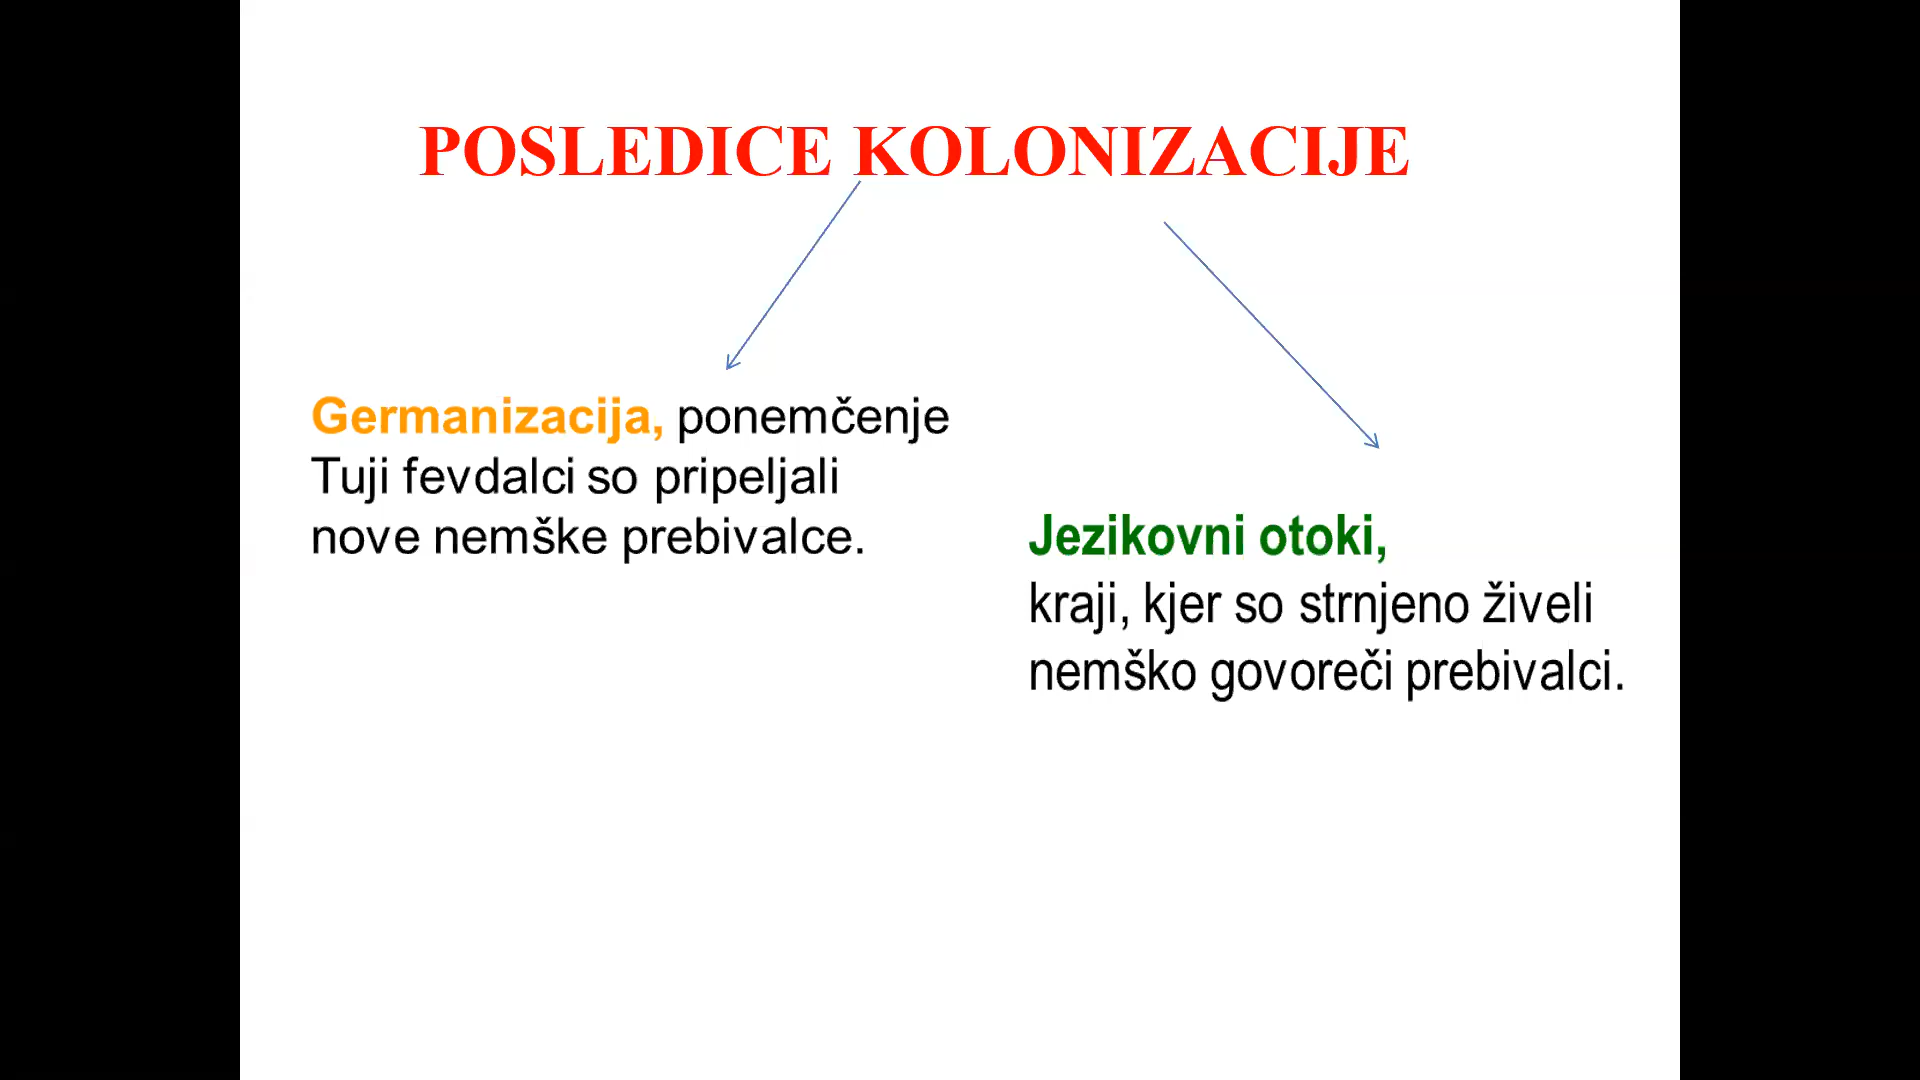 POSLEDICE KOLONIZACIJE
Germanizacija, ponemčenje
Tuji fevdalci so pripeljali
nove nemške prebivalce.
Jezikovni otoki,
kraji, kjer so strnjeno živeli
nemško govoreči prebivalci.